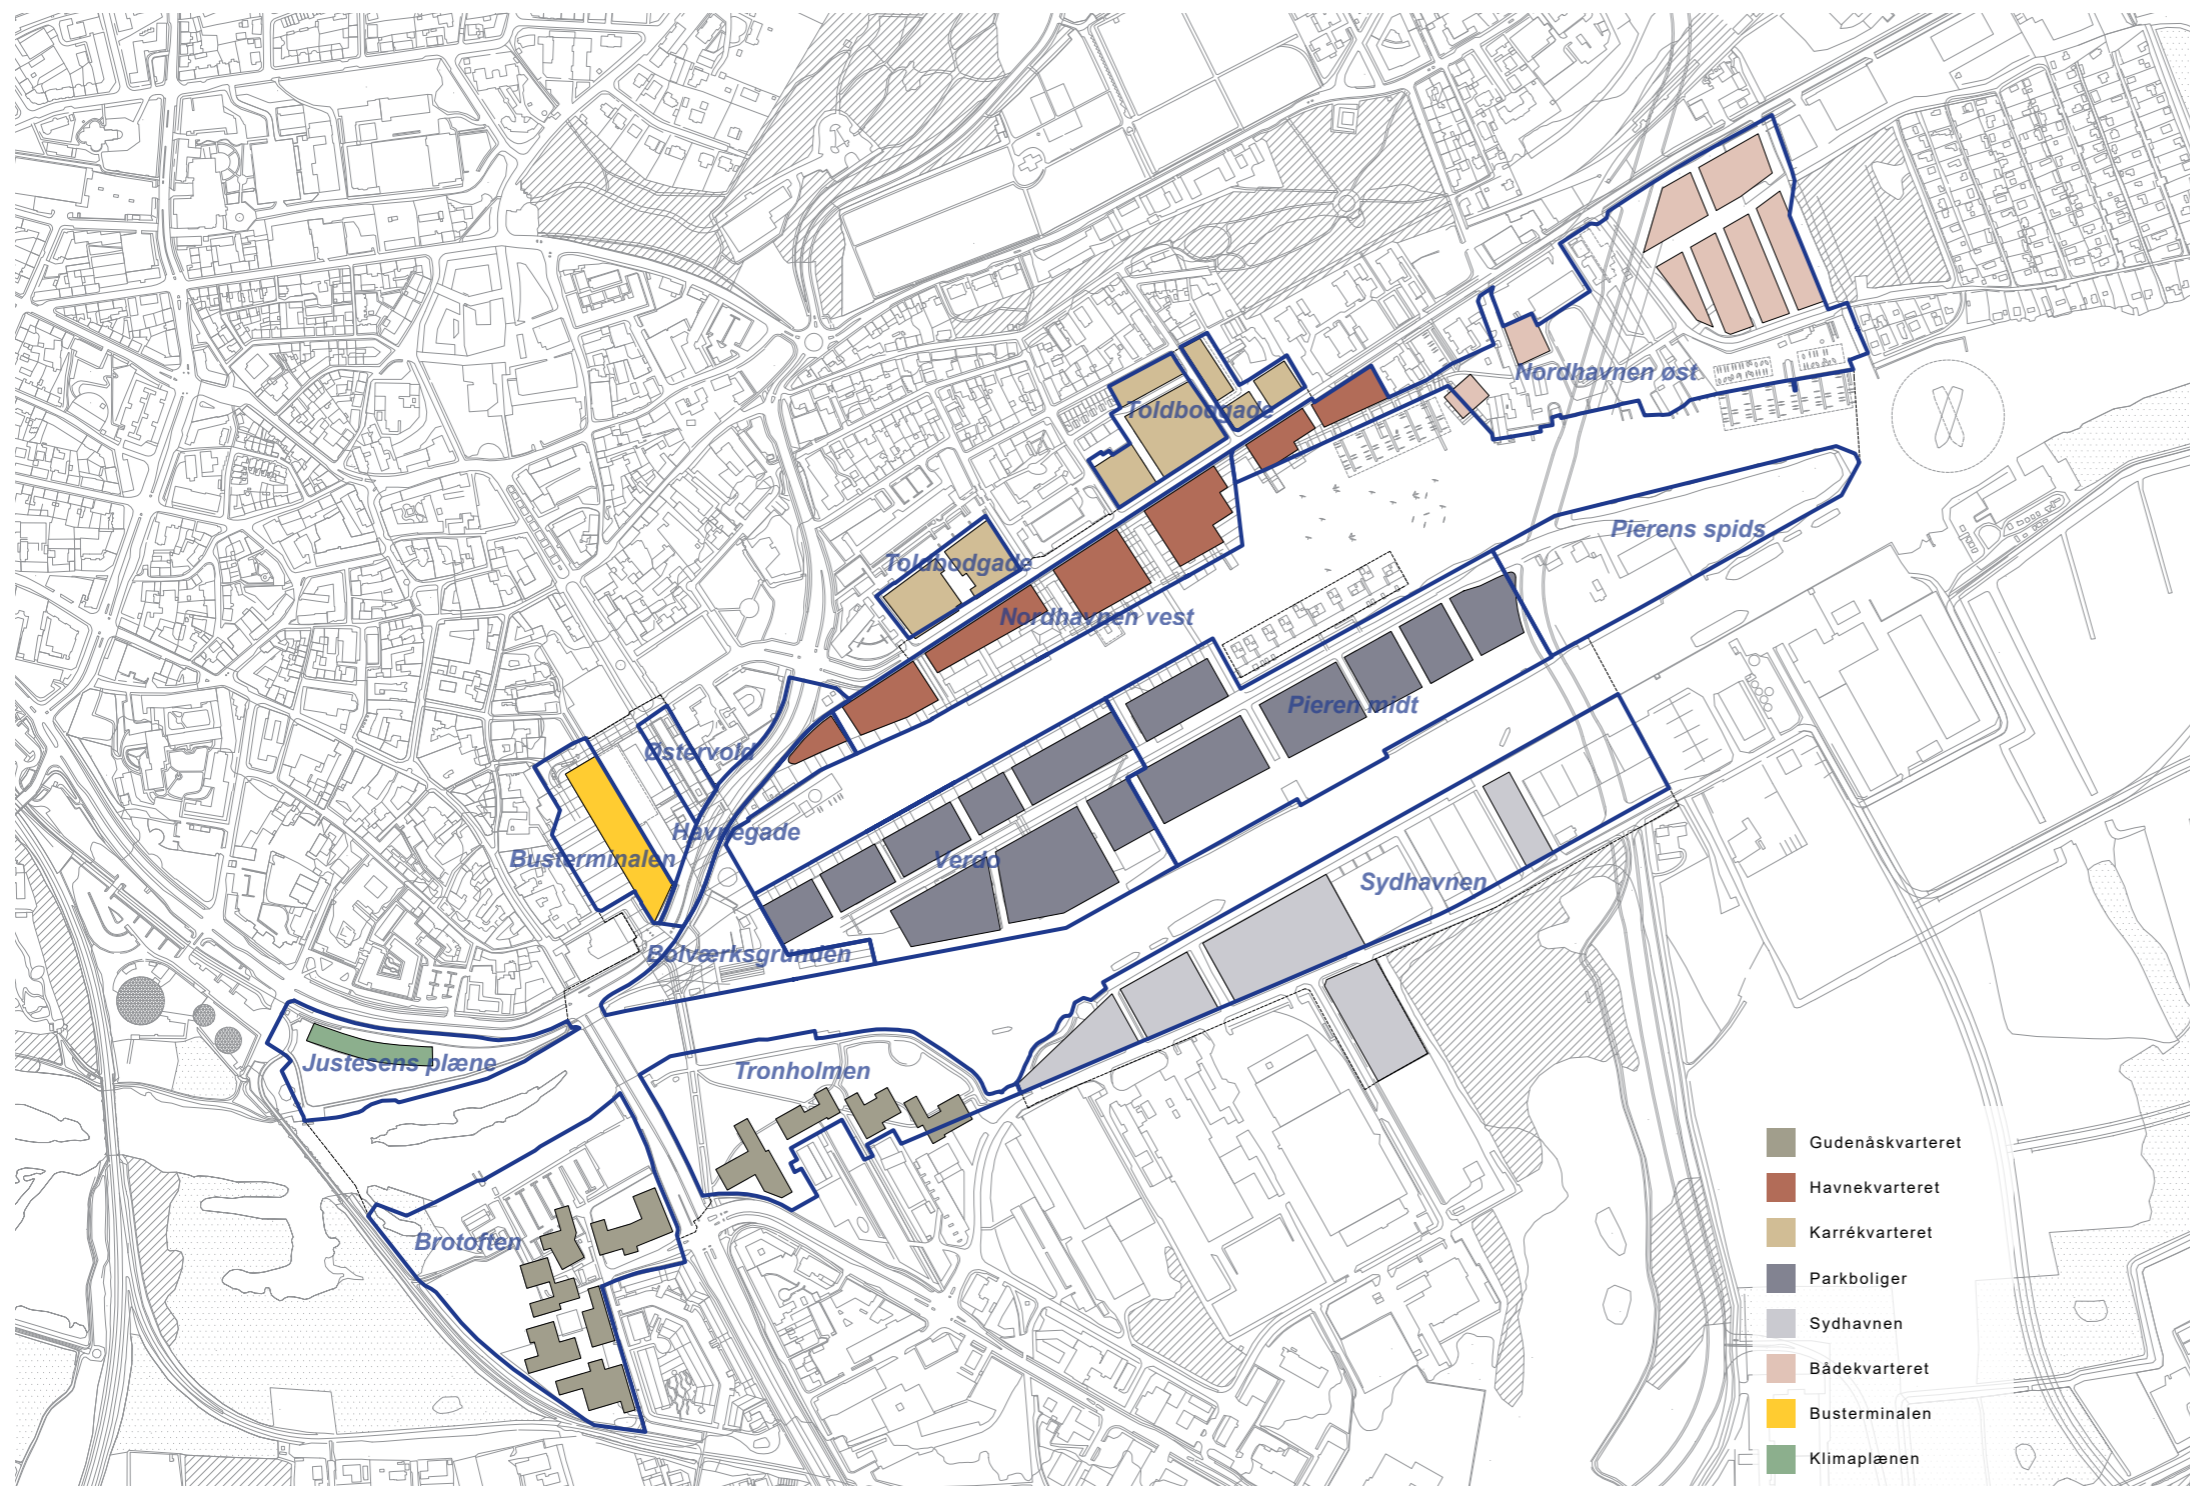 Nordhavnen øst
Toldbodgade
Pierens spids
Toldbodgade
Nordhavnen vest
Pieren midt
Østervold
Havnegade
Busterminalen
Verdo
Sydhavnen
Bolværksgrunden
Justesens plæne
Tronholmen
Brotoften
Gudenåskvarteret
Havnekvarteret
Karrékvarteret
Parkboliger
Sydhavnen
Bådekvarteret
Busterminalen
Klimaplænen